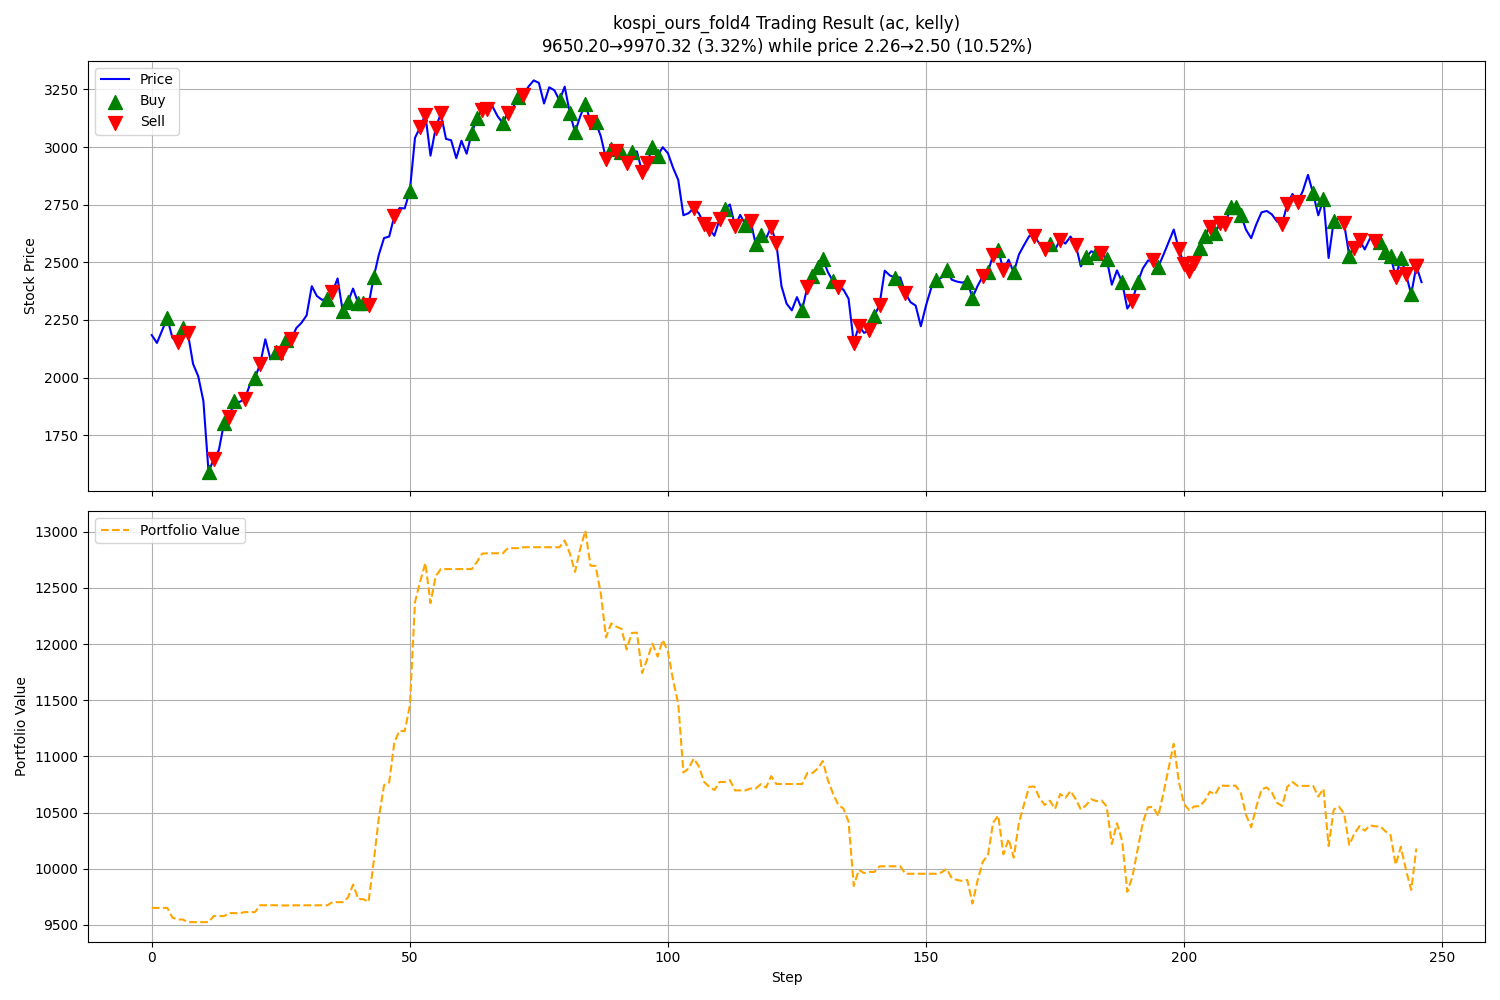 kospi_ours_fold4 Trading Result (ac, kelly)
9650.20→9970.32 (3.32%) while price 2.26→2.50 (10.52%)
Price
Buy
Sell
3250
3000
2750
2500
2250
2000
1750
Stock Price
Portfolio Value
13000
12500
12000
11500
11000
10500
10000
9500
Portfolio Value
0
50
100
150
200
250
Step